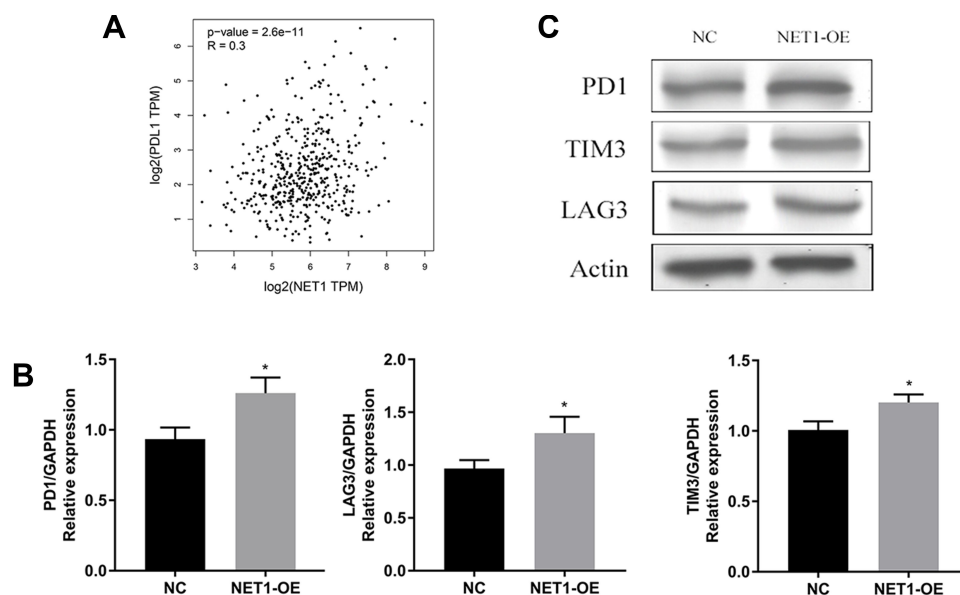 A
p−value = 2.6e−11
R = 0.3
log2(PDL1 TPM)
6
5
4
3
2
1
3 4 5 6 7 8 9
log2(NET1 TPM)
C
NC NET1-OE
PD1
TIM3
LAG3
Actin
B
PD1/GAPDH
Relative expression
1.5
1.0
0.5
0.0
*
NC NET1-OE
LAG3/GAPDH
Relative expression
2.0
1.5
1.0
0.5
0.0
*
NC NET1-OE
TIM3/GAPDH
Relative expression
1.5
1.0
0.5
0.0
*
NC NET1-OE